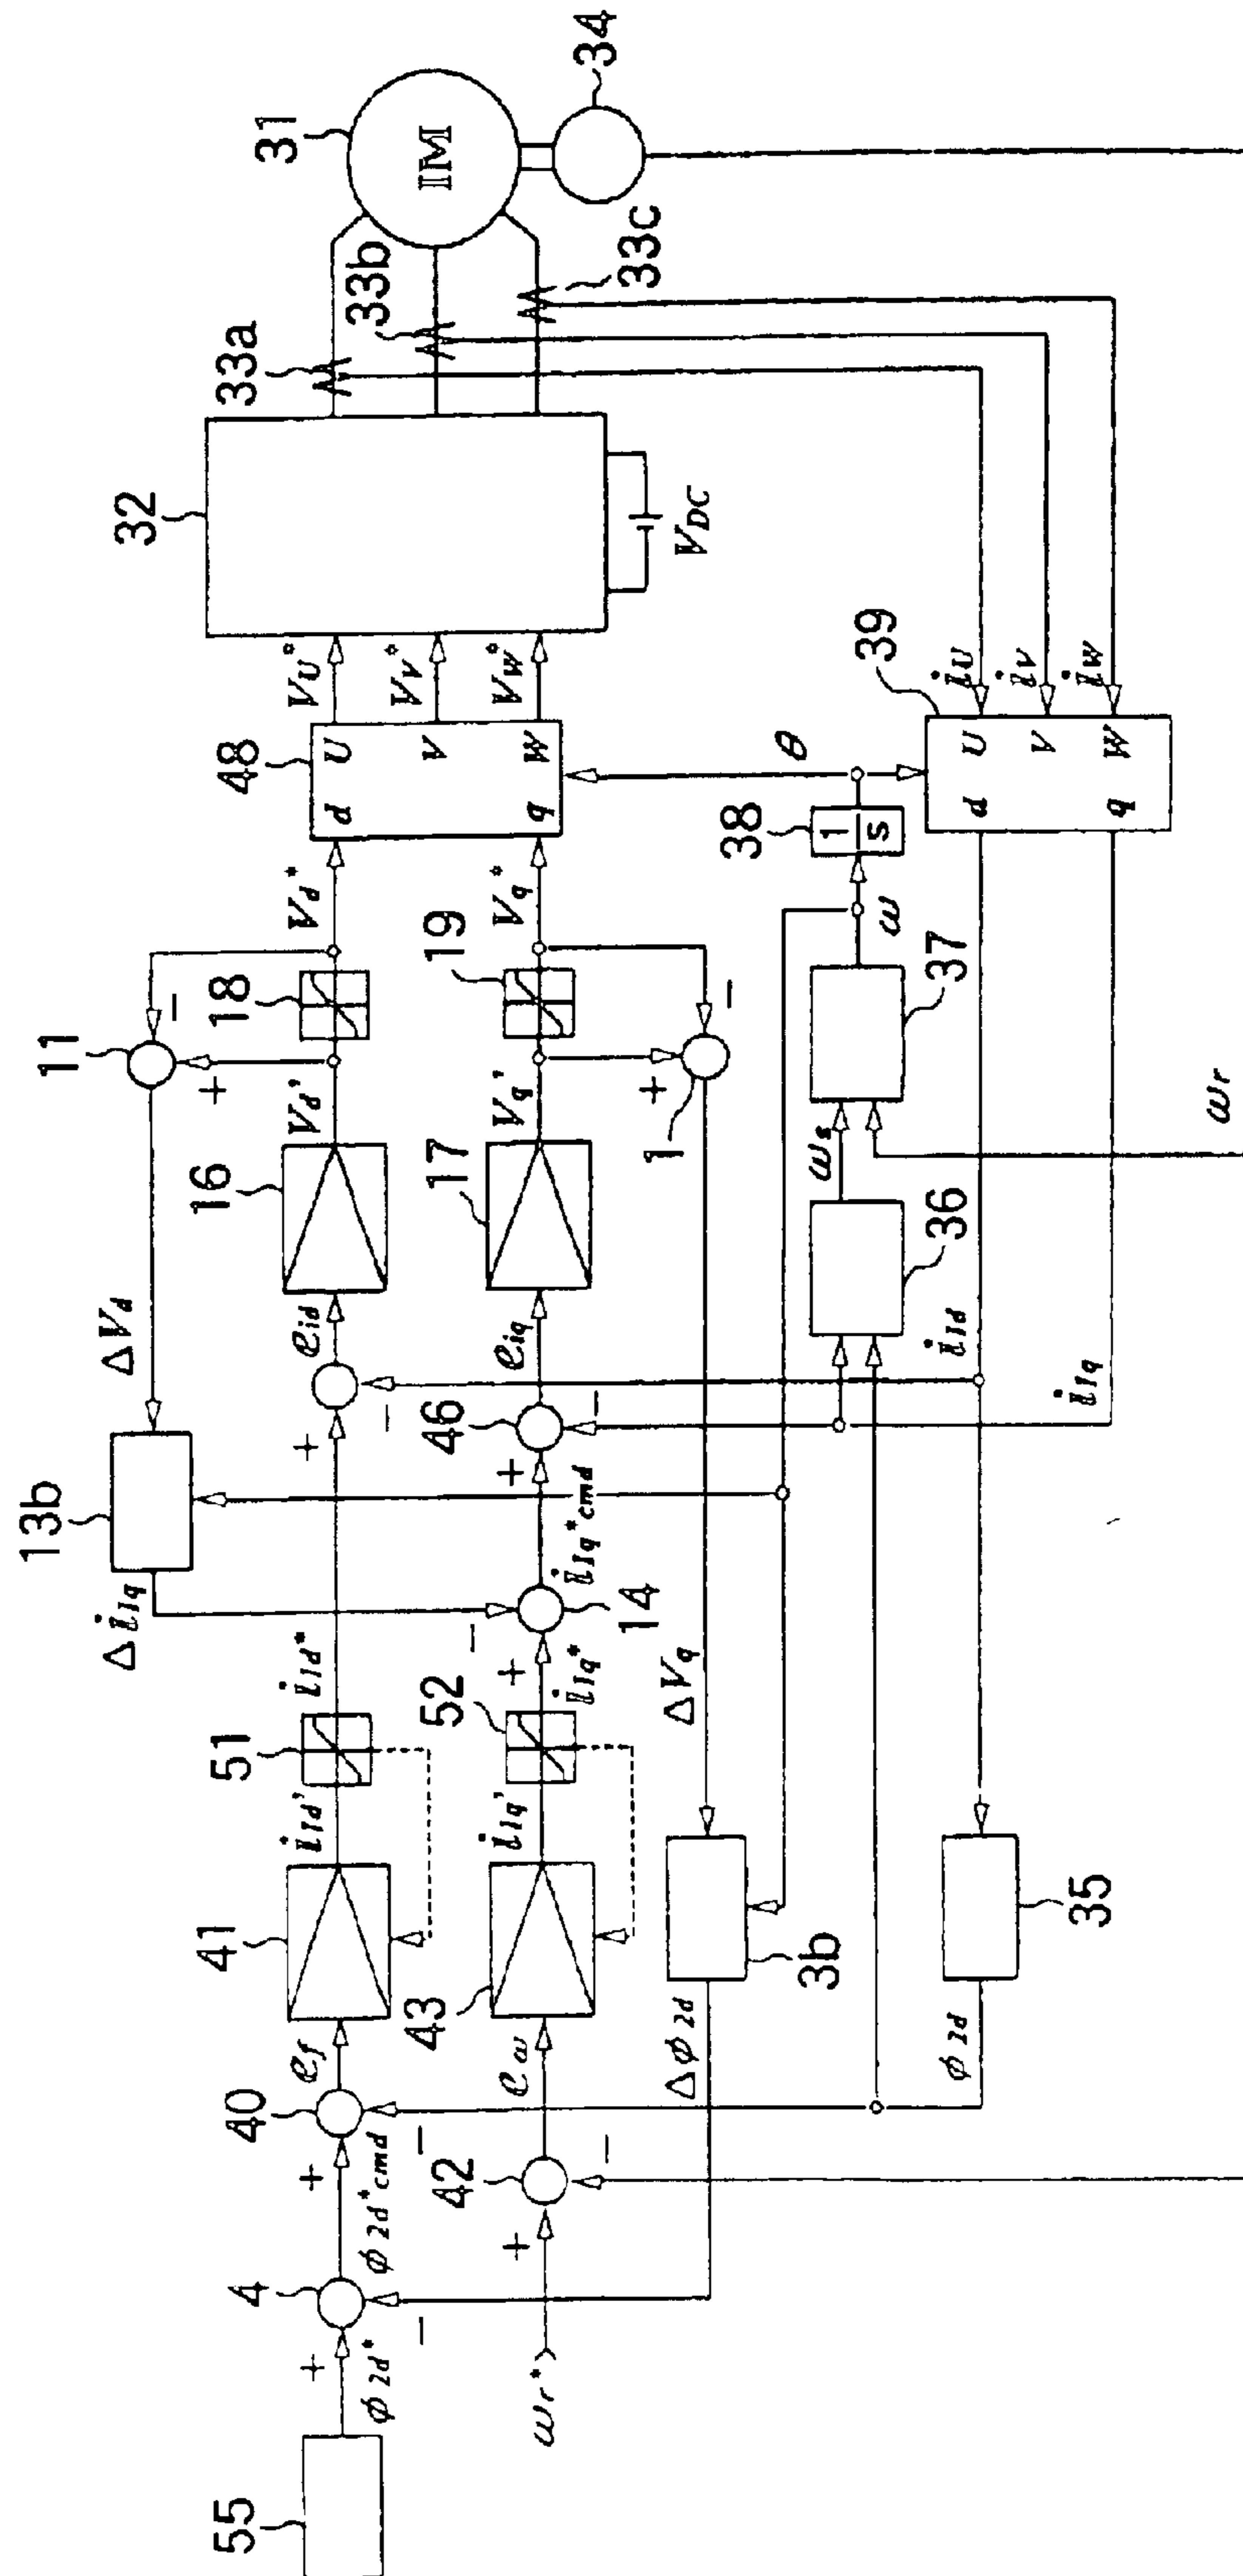 55
ϕ2d*
4
ϕ2d*cmd
40
ef
41
i1d'
51
i1d*
eid
16
Vd'
18
Vd*
11
ΔVd
13b
Δi1q
ωr*
42
eω
43
i1q'
52
i1q*
14
i1q*cmd
46
eiq
17
Vq'
19
Vq*
1
ΔVq
3b
Δϕ2d
48
d U
V
q W
VU*
VV*
VW*
32
VDC
33a
33b
33c
31
IM
34
35
ϕ2d
36
ωs
37
ω
38
1
s
θ
39
d U
V
q W
iU
iV
iW
i1d
i1q
ωr
+
−
+
−
+
−
+
−
+
−
+
−
+
−
+
−